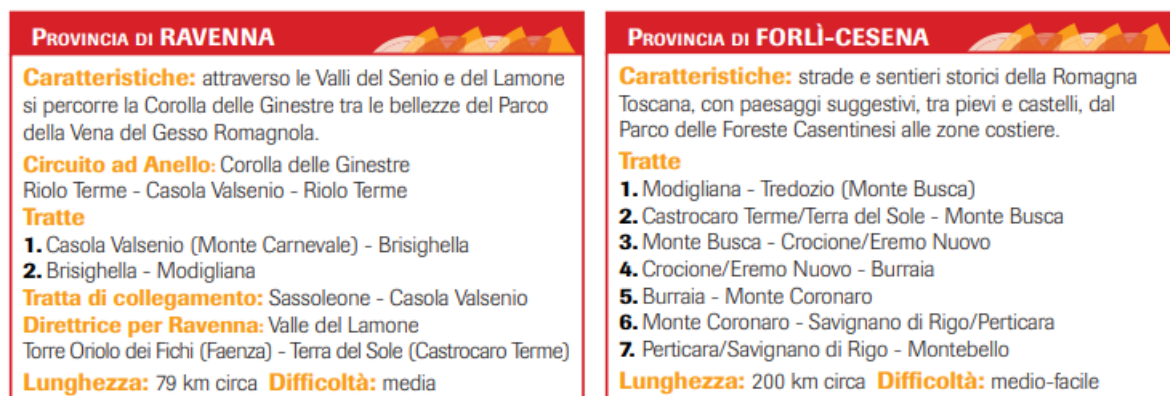 PROVINCIA DI RAVENNA
Caratteristiche: attraverso le Valli del Senio e del Lamone
si percorre la Corolla delle Ginestre tra le bellezze del Parco
della Vena del Gesso Romagnola.
Circuito ad Anello: Corolla delle Ginestre
Riolo Terme - Casola Valsenio - Riolo Terme
Tratte
1. Casola Valsenio (Monte Carnevale) - Brisighella
2. Brisighella - Modigliana
Tratta di collegamento: Sassoleone - Casola Valsenio
Direttrice per Ravenna: Valle del Lamone
Torre Oriolo dei Fichi (Faenza) - Terra del Sole (Castrocaro Terme)
Lunghezza: 79 km circa Difficoltà: media
PROVINCIA DI FORLÌ-CESENA
Caratteristiche: strade e sentieri storici della Romagna
Toscana, con paesaggi suggestivi, tra pievi e castelli, dal
Parco delle Foreste Casentinesi alle zone costiere.
Tratte
1. Modigliana - Tredozio (Monte Busca)
2. Castrocaro Terme/Terra del Sole - Monte Busca
3. Monte Busca - Crocione/Eremo Nuovo
4. Crocione/Eremo Nuovo - Burraia
5. Burraia - Monte Coronaro
6. Monte Coronaro - Savignano di Rigo/Perticara
7. Perticara/Savignano di Rigo - Montebello
Lunghezza: 200 km circa Difficoltà: medio-facile